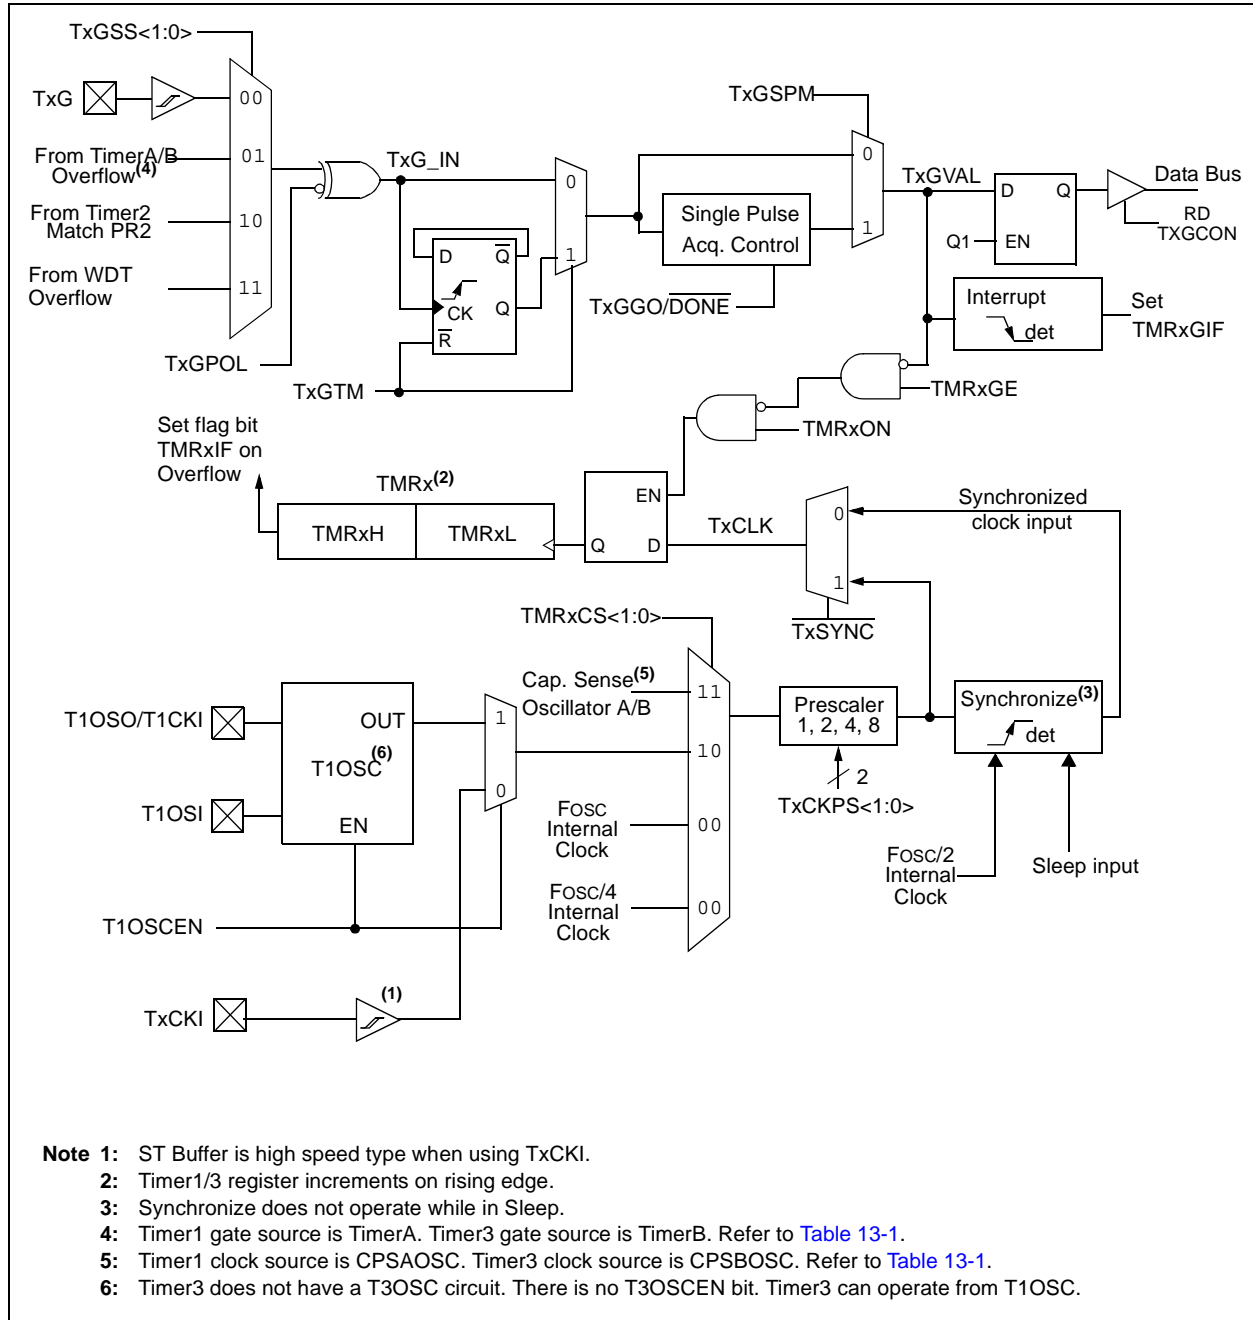 TxGSS<1:0>
TxG
00
From TimerA/B
Overflow(4)
01
From Timer2
Match PR2
10
From WDT
Overflow
11
TxGPOL
TxG_IN
0
1
D
Q
CK
Q
R
TxGTM
Single Pulse
Acq. Control
TxGGO/DONE
TxGSPM
0
1
TxGVAL
D
Q
Q1
EN
Data Bus
RD
TXGCON
Interrupt
det
Set
TMRxGIF
TMRxGE
TMRxON
Set flag bit
TMRxIF on
Overflow
TMRx(2)
TMRxH
TMRxL
EN
Q
D
TxCLK
0
1
TxSYNC
Synchronized
clock input
TMRxCS<1:0>
Cap. Sense(5)
Oscillator A/B
11
10
FOSC
Internal
Clock
00
FOSC/4
Internal
Clock
00
Prescaler
1, 2, 4, 8
2
TxCKPS<1:0>
Synchronize(3)
det
FOSC/2
Internal
Clock
Sleep input
T1OSO/T1CKI
OUT
T1OSC(6)
T1OSI
EN
1
0
T1OSCEN
TxCKI
(1)
Note 1: ST Buffer is high speed type when using TxCKI.
2: Timer1/3 register increments on rising edge.
3: Synchronize does not operate while in Sleep.
4: Timer1 gate source is TimerA. Timer3 gate source is TimerB. Refer to Table 13-1.
5: Timer1 clock source is CPSAOSC. Timer3 clock source is CPSBOSC. Refer to Table 13-1.
6: Timer3 does not have a T3OSC circuit. There is no T3OSCEN bit. Timer3 can operate from T1OSC.